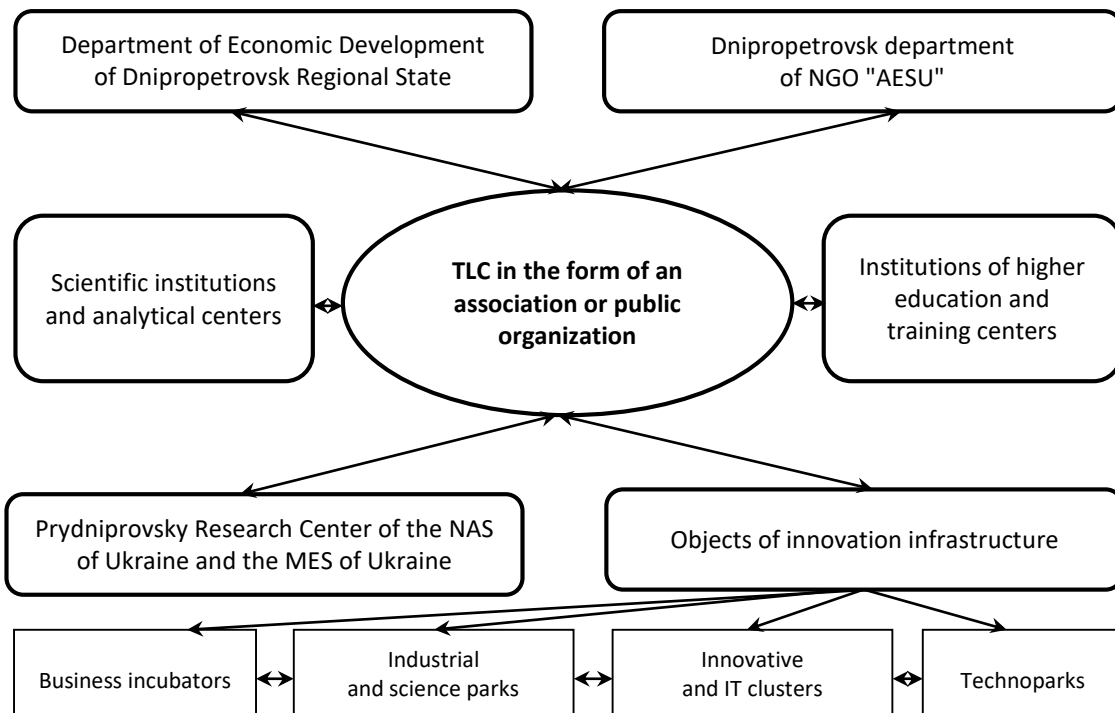 Department of Economic Development
of Dnipropetrovsk Regional State
Dnipropetrovsk department
of NGO "AESU"
Scientific institutions
and analytical centers
TLC in the form of an
association or public
organization
Institutions of higher
education and
training centers
Prydniprovsky Research Center of the NAS
of Ukraine and the MES of Ukraine
Objects of innovation infrastructure
Business incubators
Industrial
and science parks
Innovative
and IT clusters
Technoparks